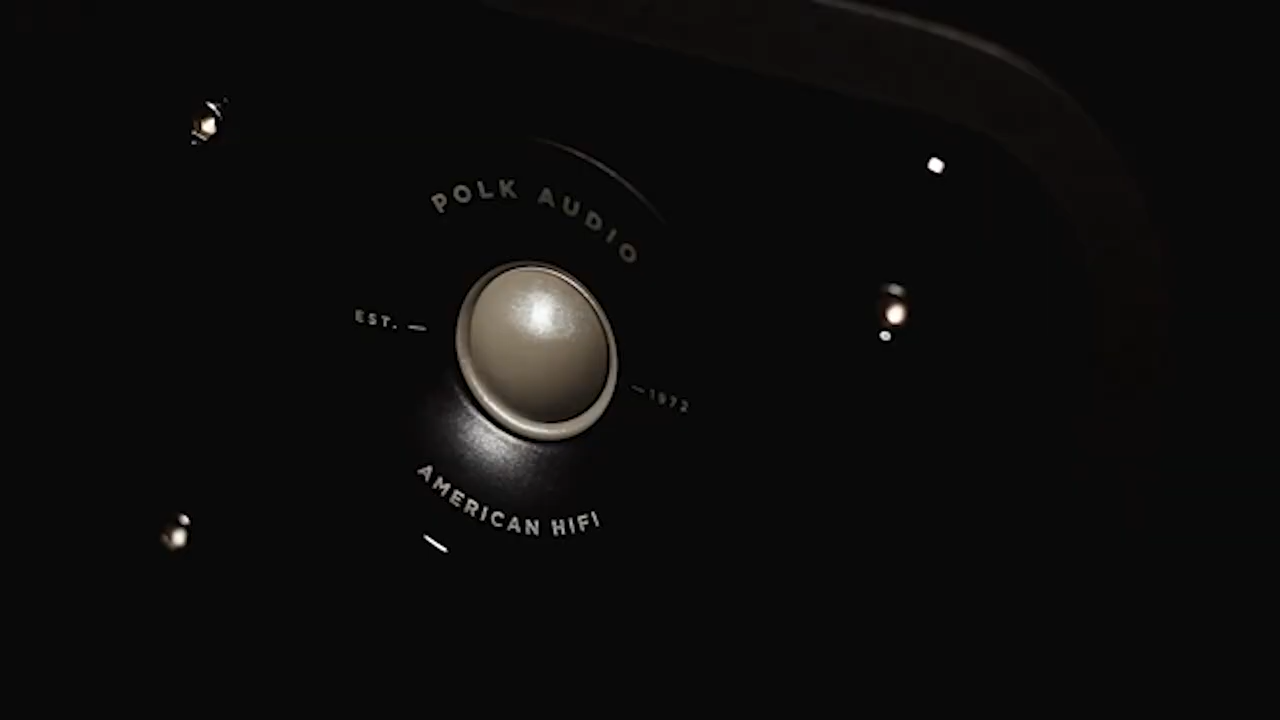 POLK AUDIO
EST. —
— 1972
AMERICAN HIFI